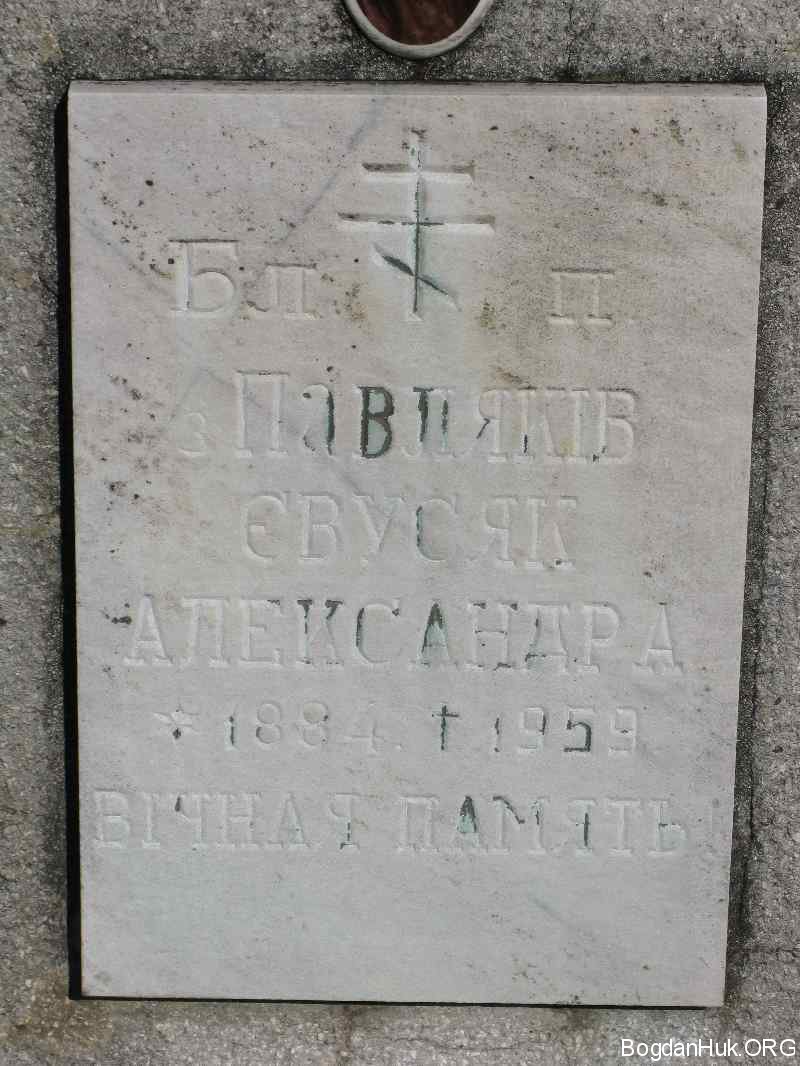 Бл. п
з Павляків
ЄВУСЯК
АЛЕКСАНДРА
* 1884. † 1959
ВІЧНАЯ ПАМЯТЬ!
BogdanHuk.ORG